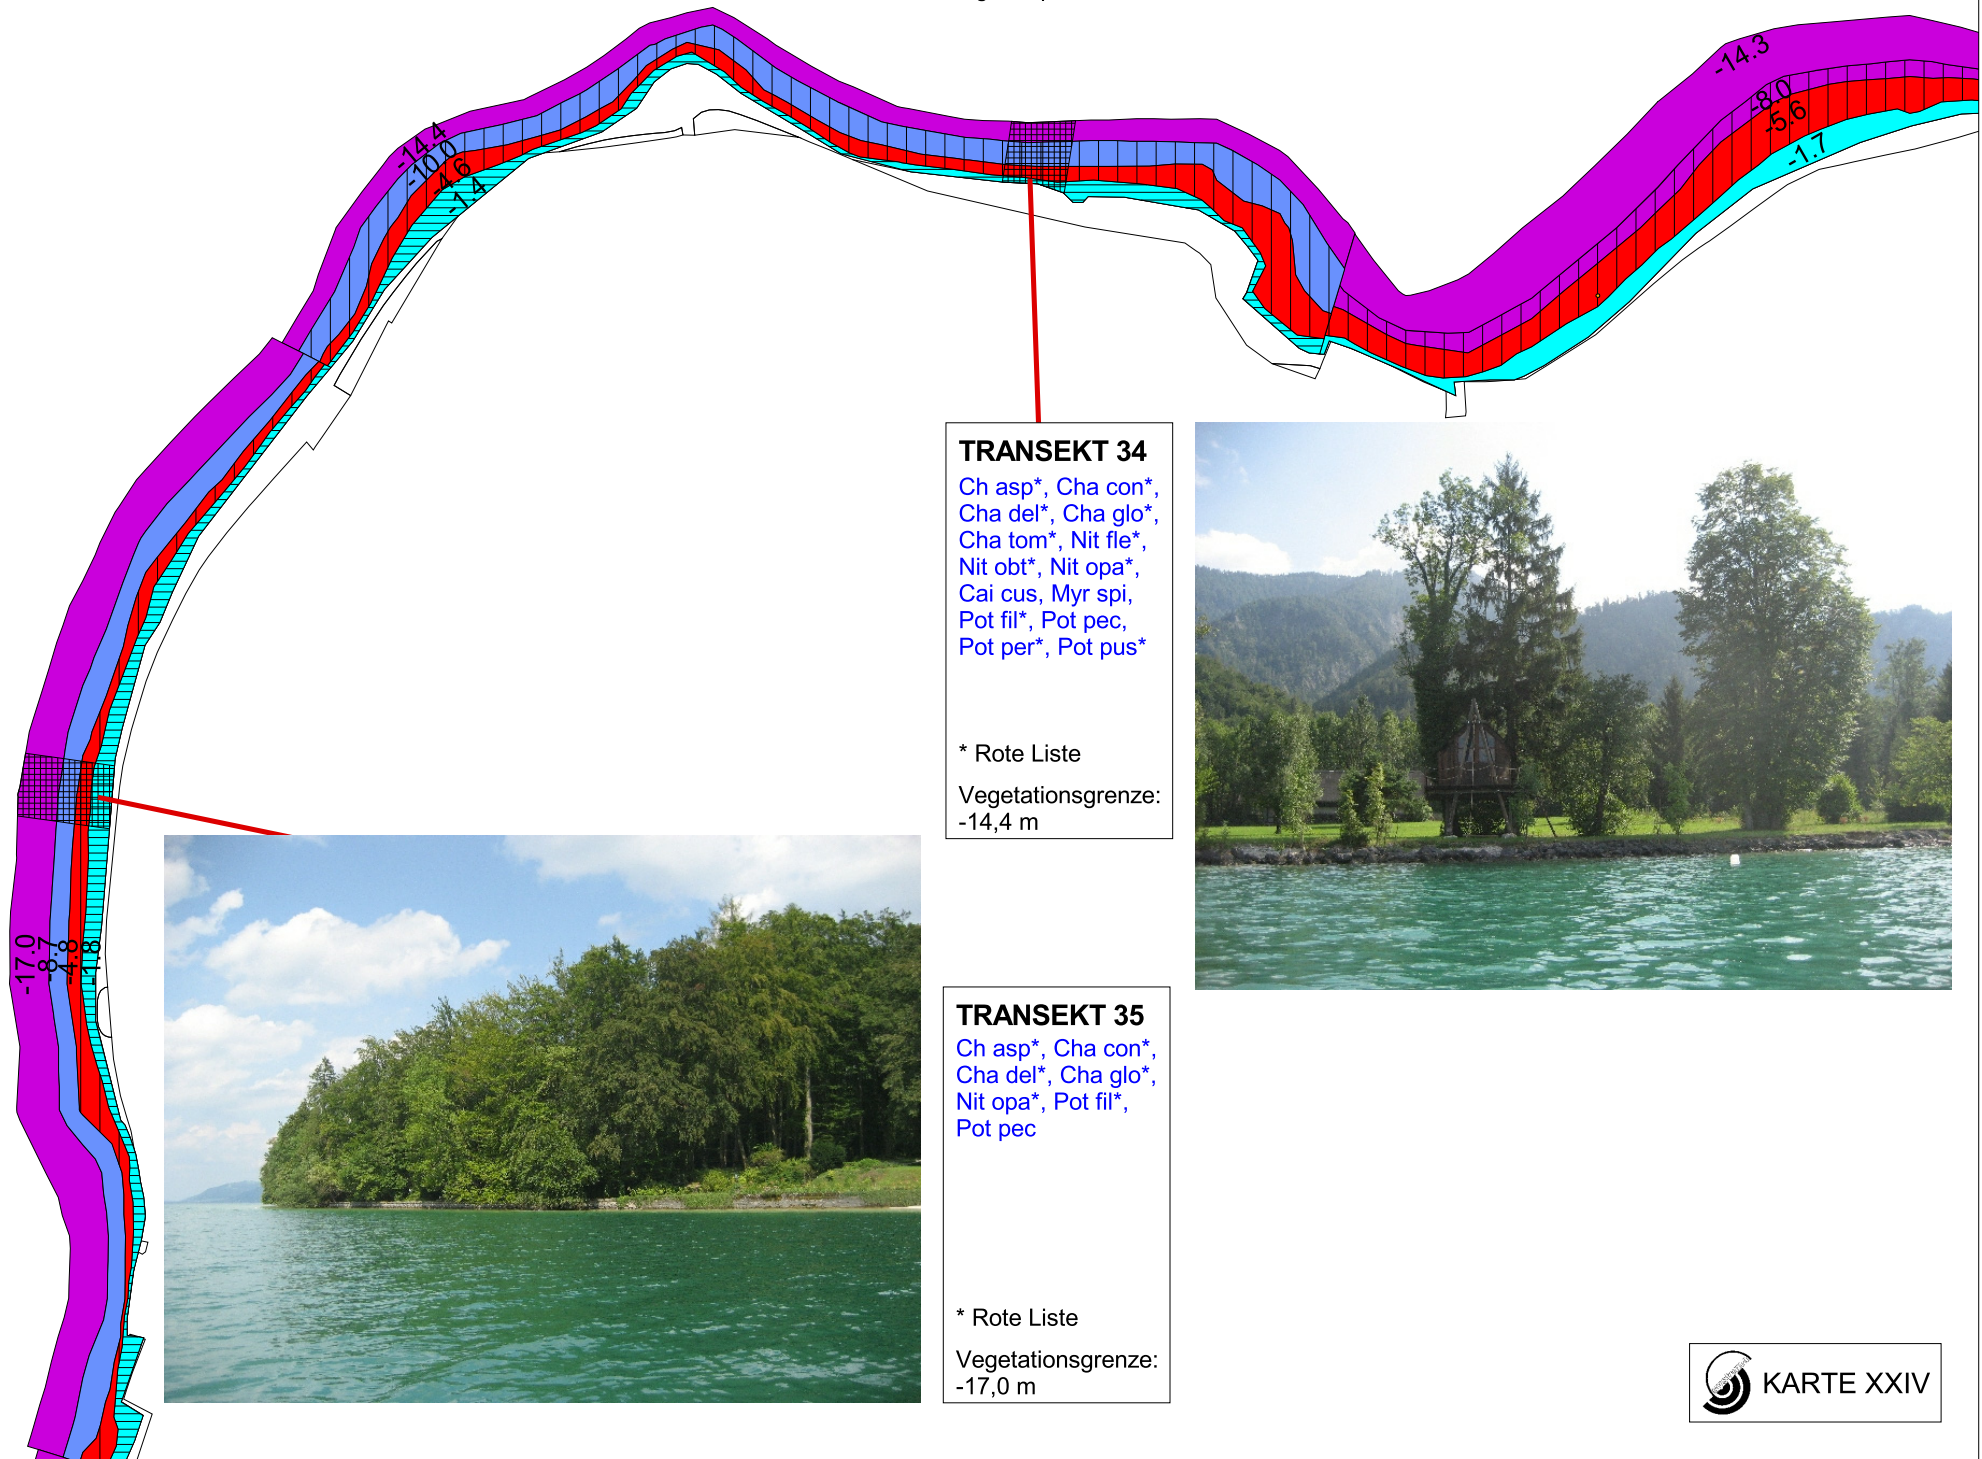 -14.3
-8.0
-5.6
-1.7
-14.4
-10.0
-4.6
-1.4
TRANSEKT 34
Ch asp*, Cha con*,
Cha del*, Cha glo*,
Cha tom*, Nit fle*,
Nit obt*, Nit opa*,
Cai cus, Myr spi,
Pot fil*, Pot pec,
Pot per*, Pot pus*
* Rote Liste
Vegetationsgrenze:
-14,4 m
-17.0
-8.7
-4.8
-1.8
TRANSEKT 35
Ch asp*, Cha con*,
Cha del*, Cha glo*,
Nit opa*, Pot fil*,
Pot pec
* Rote Liste
Vegetationsgrenze:
-17,0 m
KARTE XXIV